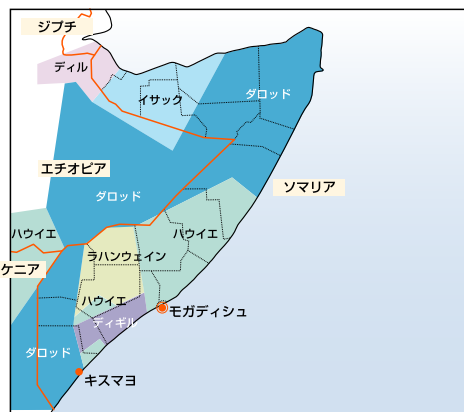 ジブチ
ディル
イサック
ダロッド
エチオピア
ダロッド
ソマリア
ハウイエ
ハウイエ
ラハンウェイン
ケニア
ハウイエ
モガディシュ
ディギル
ダロッド
キスマヨ